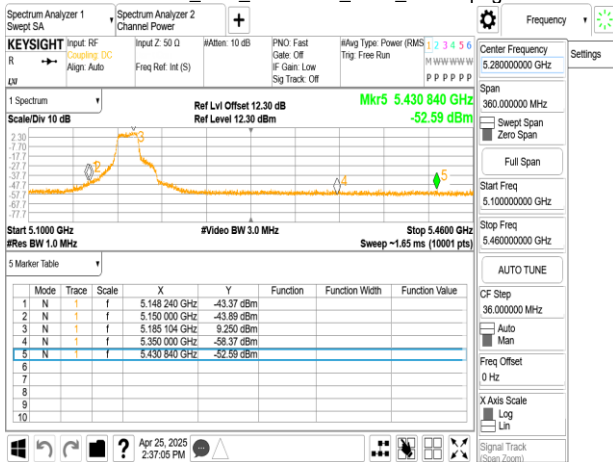 Spectrum Analyzer 1
Swept SA
Spectrum Analyzer 2
Channel Power
+
Frequency
KEYSIGHT
R
Input: RF
Coupling: DC
Align: Auto
Input Z: 50 Ω
Freq Ref: Int (S)
#Atten: 10 dB
PNO: Fast
Gate: Off
IF Gain: Low
Sig Track: Off
#Avg Type: Power (RMS
Trig: Free Run
1 2 3 4 5 6
M W W W W W
P P P P P P
1 Spectrum
Scale/Div 10 dB
Ref Lvl Offset 12.30 dB
Ref Level 12.30 dBm
Mkr5 5.430 840 GHz
-52.59 dBm
2.30
-7.70
-17.7
-27.7
-37.7
-47.7
-57.7
-67.7
-77.7
2
3
4
5
Start 5.1000 GHz
#Res BW 1.0 MHz
#Video BW 3.0 MHz
Stop 5.4600 GHz
Sweep ~1.65 ms (10001 pts)
5 Marker Table
Mode Trace Scale X Y Function Function Width Function Value
1 N 1 f 5.148 240 GHz -43.37 dBm
2 N 1 f 5.150 000 GHz -43.89 dBm
3 N 1 f 5.185 104 GHz 9.250 dBm
4 N 1 f 5.350 000 GHz -58.37 dBm
5 N 1 f 5.430 840 GHz -52.59 dBm
6
7
8
9
10
Apr 25, 2025
2:37:05 PM
?
Center Frequency
5.280000000 GHz
Settings
Span
360.000000 MHz
Swept Span
Zero Span
Full Span
Start Freq
5.100000000 GHz
Stop Freq
5.460000000 GHz
AUTO TUNE
CF Step
36.000000 MHz
Auto
Man
Freq Offset
0 Hz
X Axis Scale
Log
Lin
Signal Track
(Span Zoom)